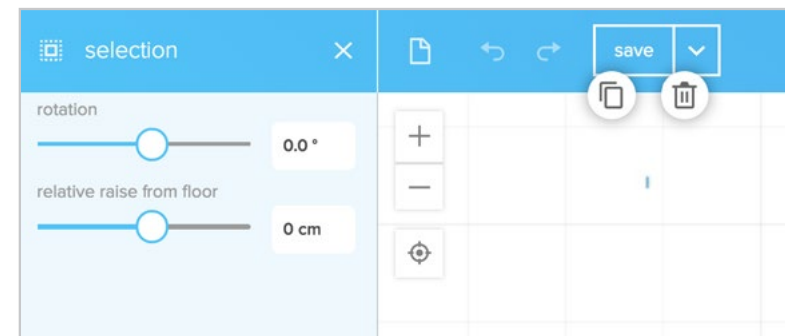 selection
save
rotation
0.0 °
relative raise from floor
0 cm